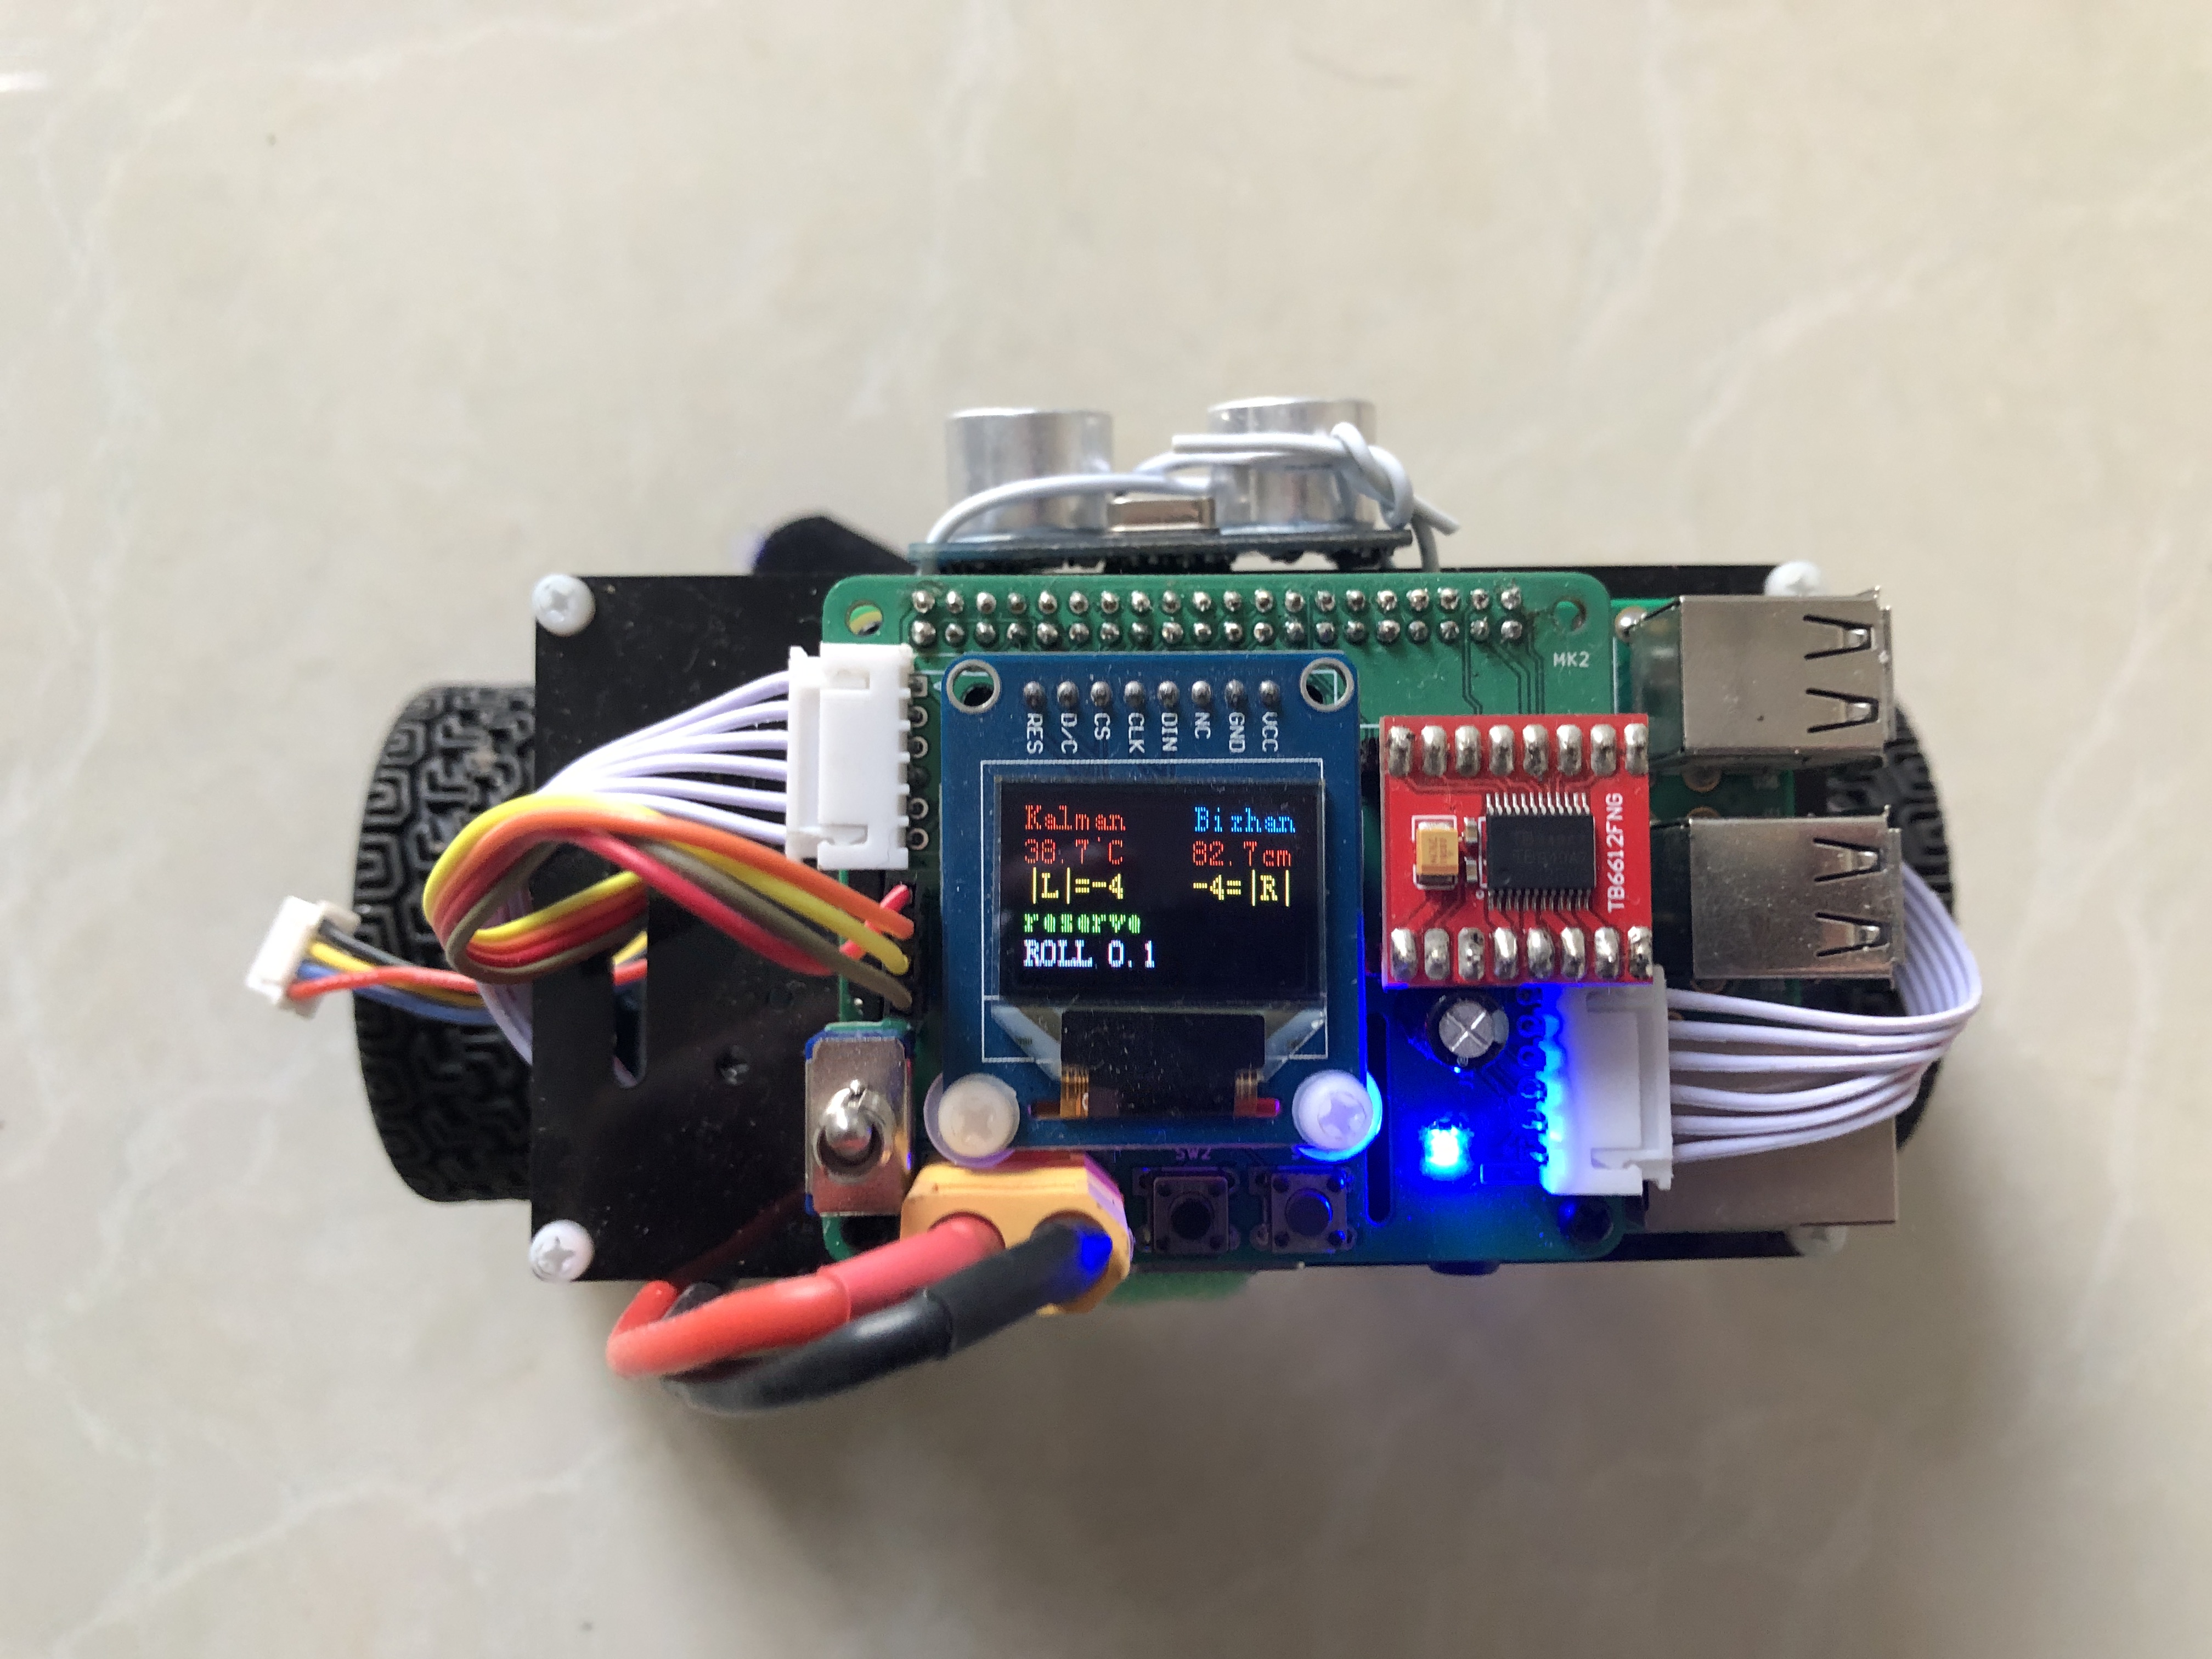 MK2
RES D/C CS CLK DIN NC GND VCC
Kalman Bizhan
38.7°C 82.7cm
|L|=-4 -4=|R|
reserve
ROLL 0.1
TB6612FNG
SW2